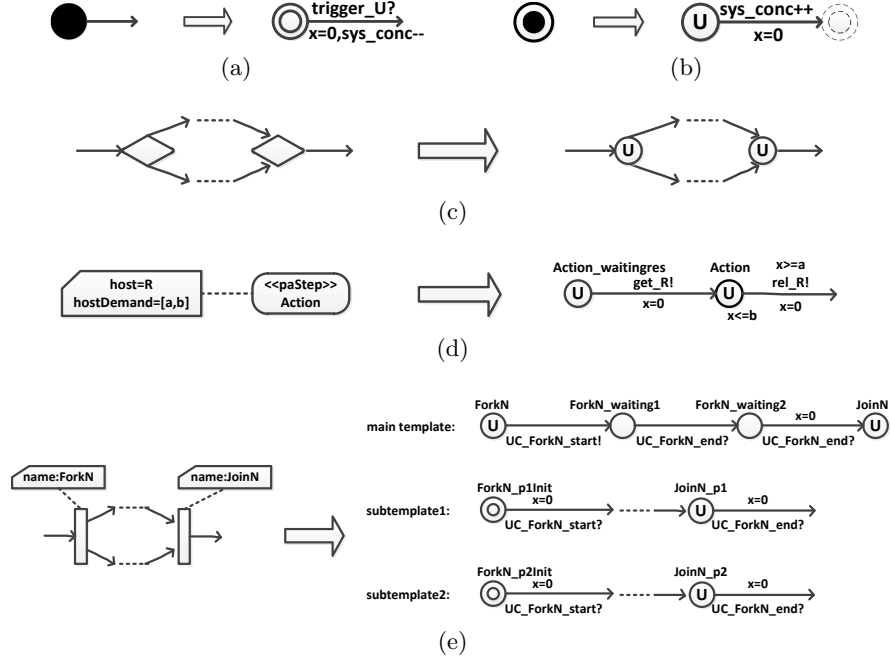 trigger_U?
x=0,sys_conc--
(a)
U
sys_conc++
x=0
(b)
U
U
(c)
host=R
hostDemand=[a,b]
<<paStep>>
Action
Action_waitingres
get_R!
U
x=0
Action
U
x<=b
x>=a
rel_R!
x=0
(d)
name:ForkN
name:JoinN
main template:
ForkN
ForkN_waiting1
ForkN_waiting2
x=0
JoinN
U
U
UC_ForkN_start!
UC_ForkN_end?
UC_ForkN_end?
subtemplate1:
ForkN_p1Init
x=0
UC_ForkN_start?
JoinN_p1
U
x=0
UC_ForkN_end?
subtemplate2:
ForkN_p2Init
x=0
UC_ForkN_start?
JoinN_p2
U
x=0
UC_ForkN_end?
(e)